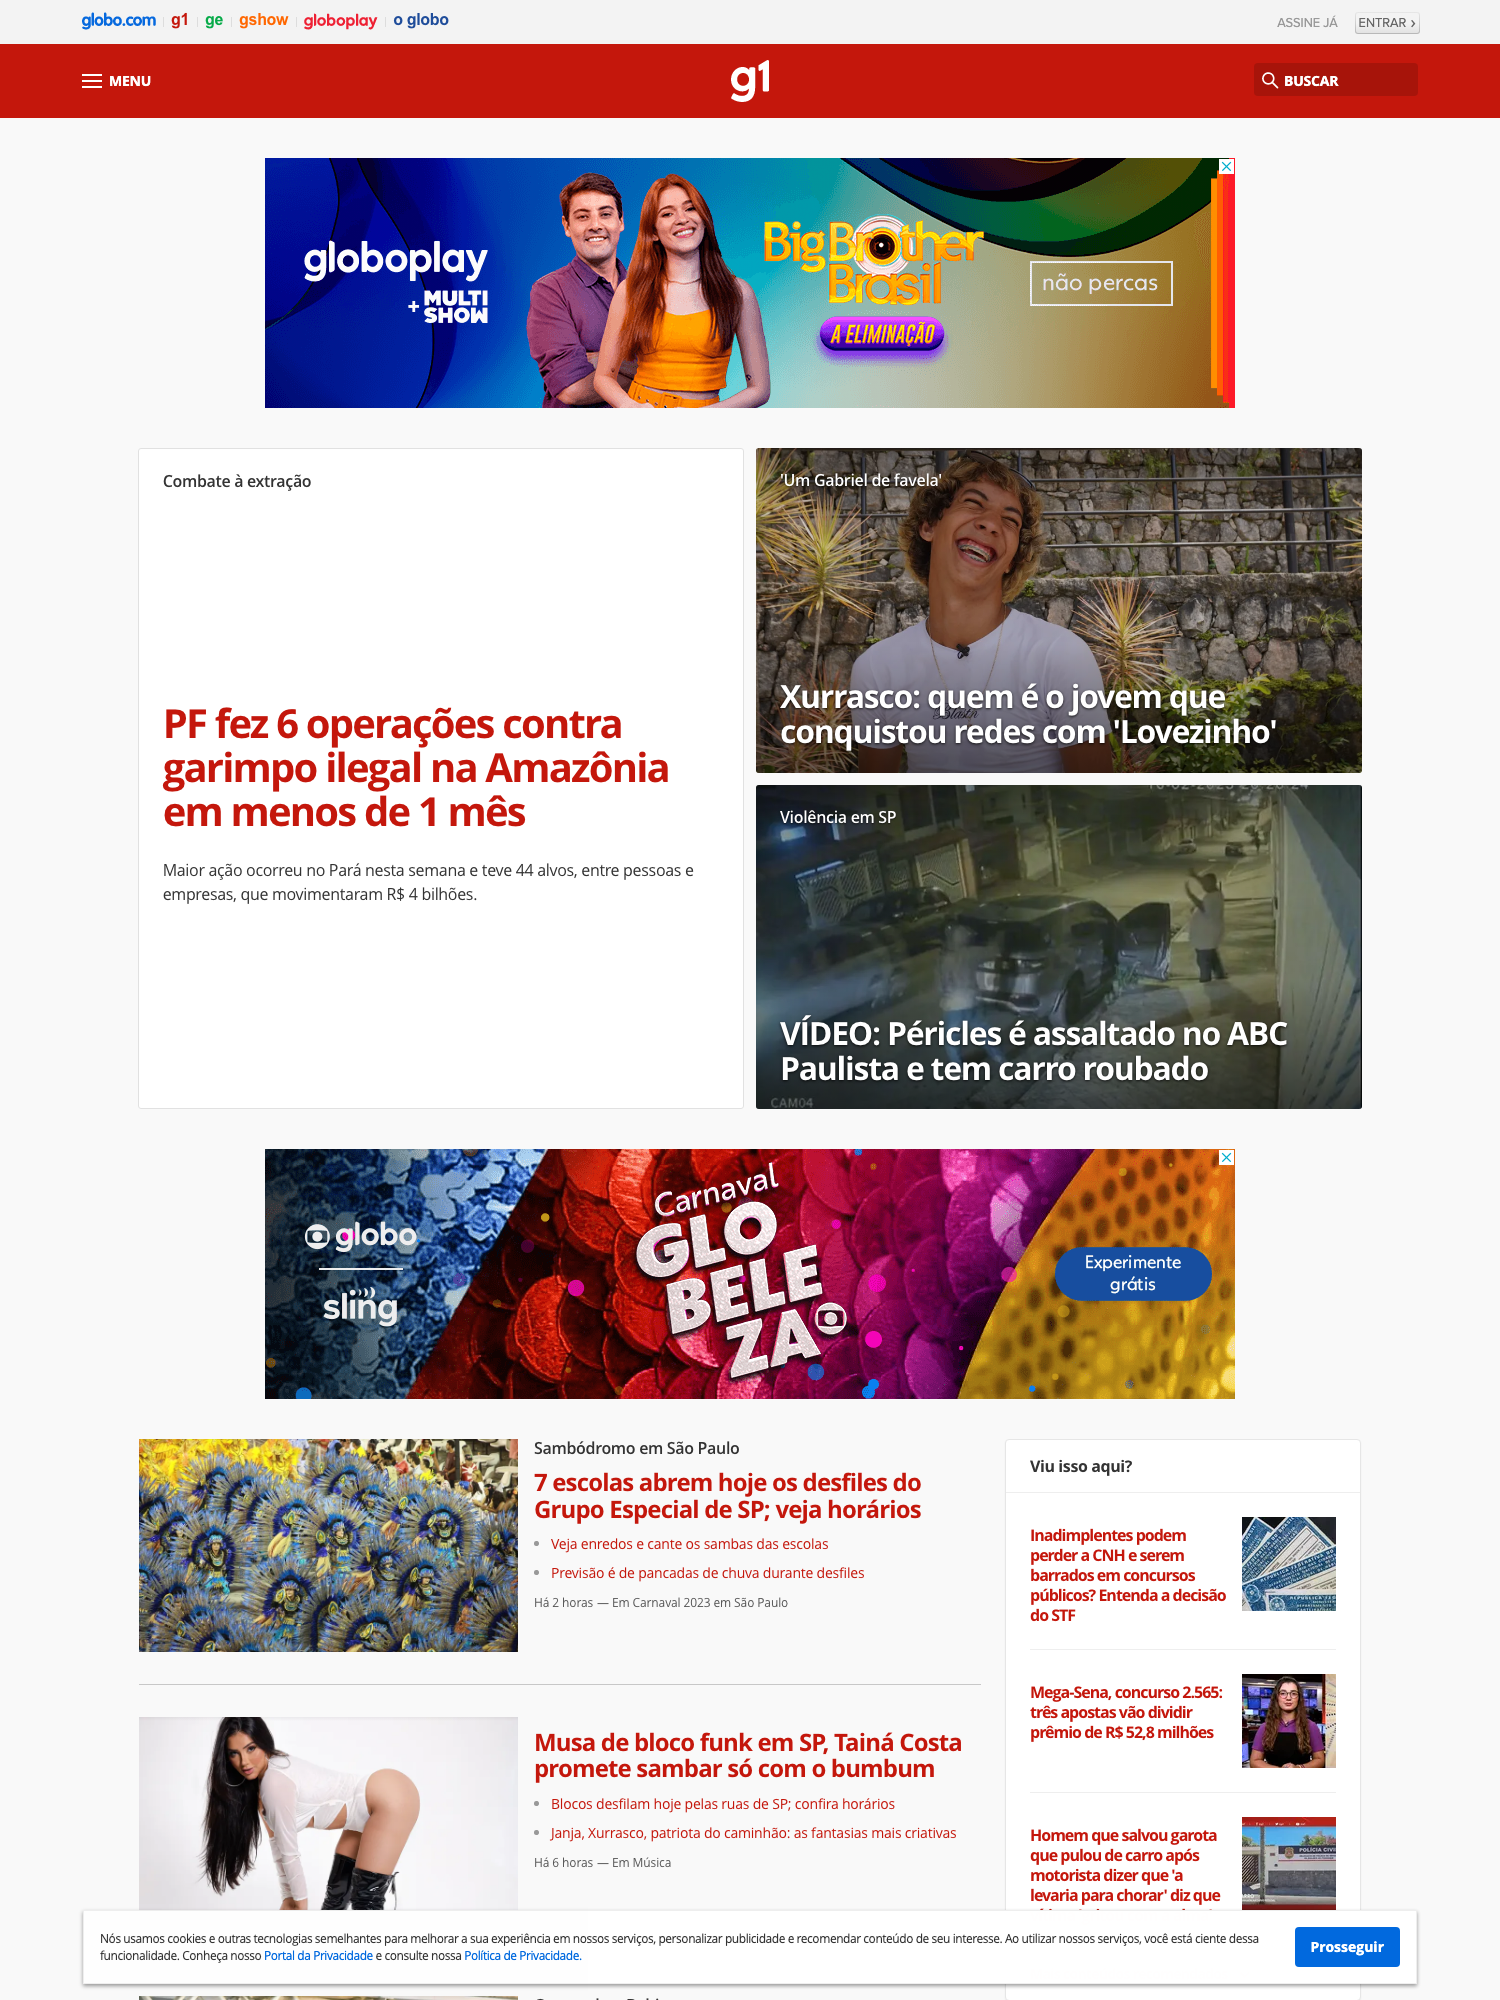 globo.com g1 ge gshow globoplay o globo
ASSINE JÁ ENTRAR ›
MENU
g1
BUSCAR
globoplay
+ MULTI
SHOW
Big Brother
Brasil
A ELIMINAÇÃO
não percas
Combate à extração
PF fez 6 operações contra
garimpo ilegal na Amazônia
em menos de 1 mês
Maior ação ocorreu no Pará nesta semana e teve 44 alvos, entre pessoas e
empresas, que movimentaram R$ 4 bilhões.
'Um Gabriel de favela'
Xurrasco: quem é o jovem que
conquistou redes com 'Lovezinho'
Violência em SP
VÍDEO: Péricles é assaltado no ABC
Paulista e tem carro roubado
CAM04
globo
sling
Carnaval
GLO
BELE
ZA
Experimente
grátis
Sambódromo em São Paulo
7 escolas abrem hoje os desfiles do
Grupo Especial de SP; veja horários
Veja enredos e cante os sambas das escolas
Previsão é de pancadas de chuva durante desfiles
Há 2 horas — Em Carnaval 2023 em São Paulo
Musa de bloco funk em SP, Tainá Costa
promete sambar só com o bumbum
Blocos desfilam hoje pelas ruas de SP; confira horários
Janja, Xurrasco, patriota do caminhão: as fantasias mais criativas
Há 6 horas — Em Música
Viu isso aqui?
Inadimplentes podem
perder a CNH e serem
barrados em concursos
públicos? Entenda a decisão
do STF
Mega-Sena, concurso 2.565:
três apostas vão dividir
prêmio de R$ 52,8 milhões
Homem que salvou garota
que pulou de carro após
motorista dizer que 'a
levaria para chorar' diz que
POLÍCIA CIVIL
Nós usamos cookies e outras tecnologias semelhantes para melhorar a sua experiência em nossos serviços, personalizar publicidade e recomendar conteúdo de seu interesse. Ao utilizar nossos serviços, você está ciente dessa
funcionalidade. Conheça nosso Portal da Privacidade e consulte nossa Política de Privacidade.
Prosseguir